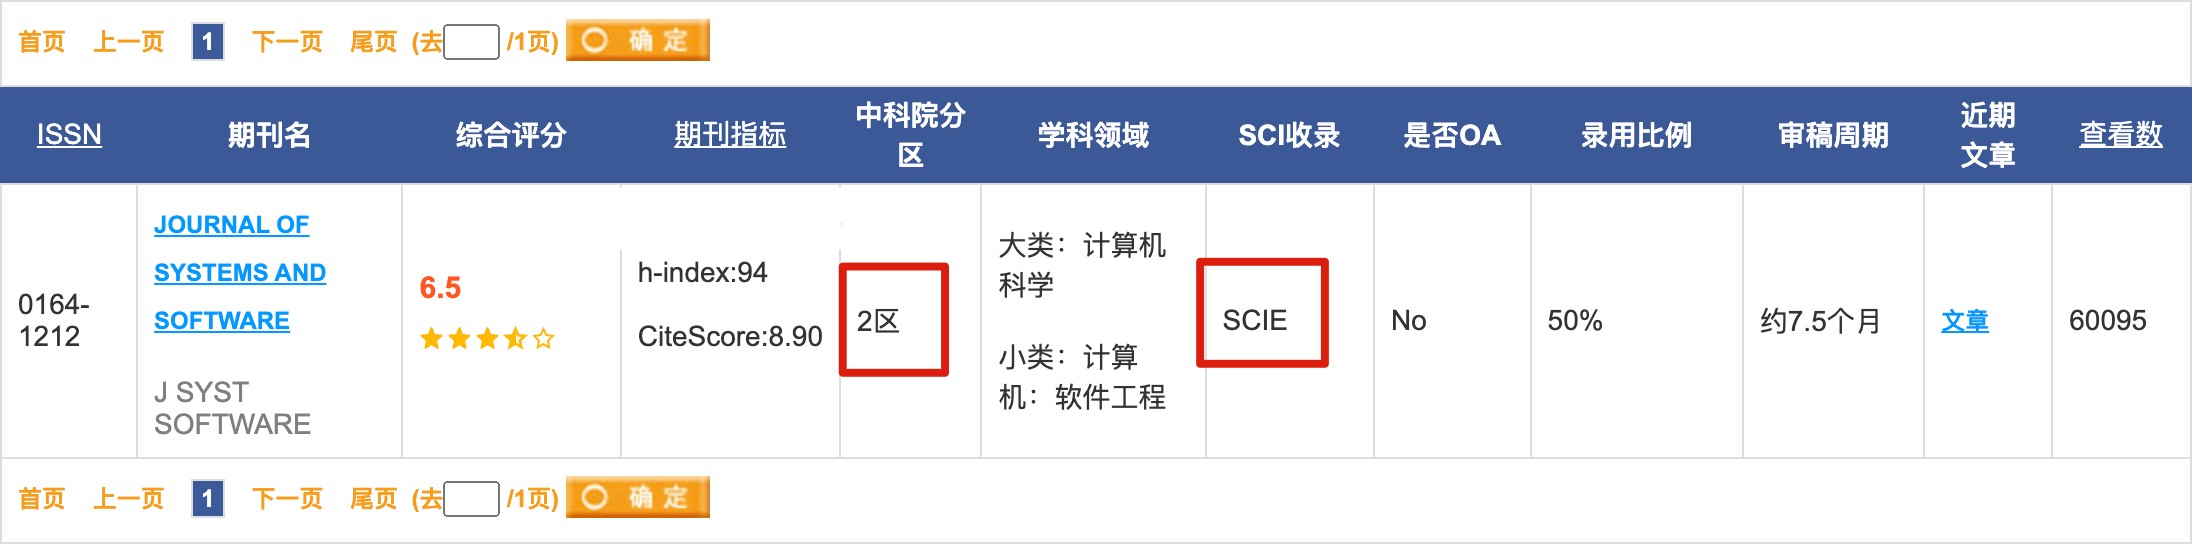 首页 上一页 1 下一页 尾页 (去 /1页) 确 定
ISSN 期刊名 综合评分 期刊指标 中科院分区 学科领域 SCI收录 是否OA 录用比例 审稿周期 近期文章 查看数
0164-
1212
JOURNAL OF
SYSTEMS AND
SOFTWARE
J SYST
SOFTWARE
6.5
h-index:94
CiteScore:8.90
2区
大类：计算机
科学
小类：计算
机：软件工程
SCIE
No
50%
约7.5个月
文章
60095
首页 上一页 1 下一页 尾页 (去 /1页) 确 定